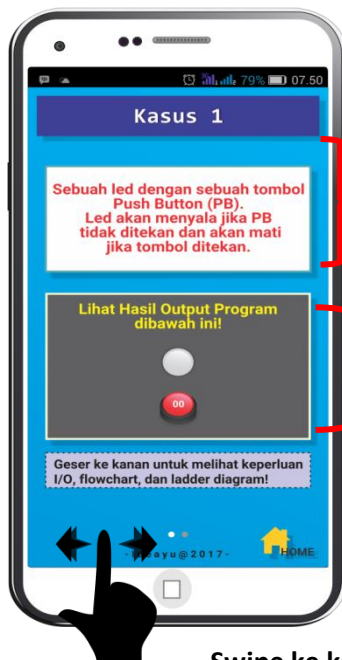 79% 07.50
Kasus 1
Sebuah led dengan sebuah tombol
Push Button (PB).
Led akan menyala jika PB
tidak ditekan dan akan mati
jika tombol ditekan.
Lihat Hasil Output Program
dibawah ini!
00
Geser ke kanan untuk melihat keperluan
I/O, flowchart, dan ladder diagram!
HOME
ayu@2017-